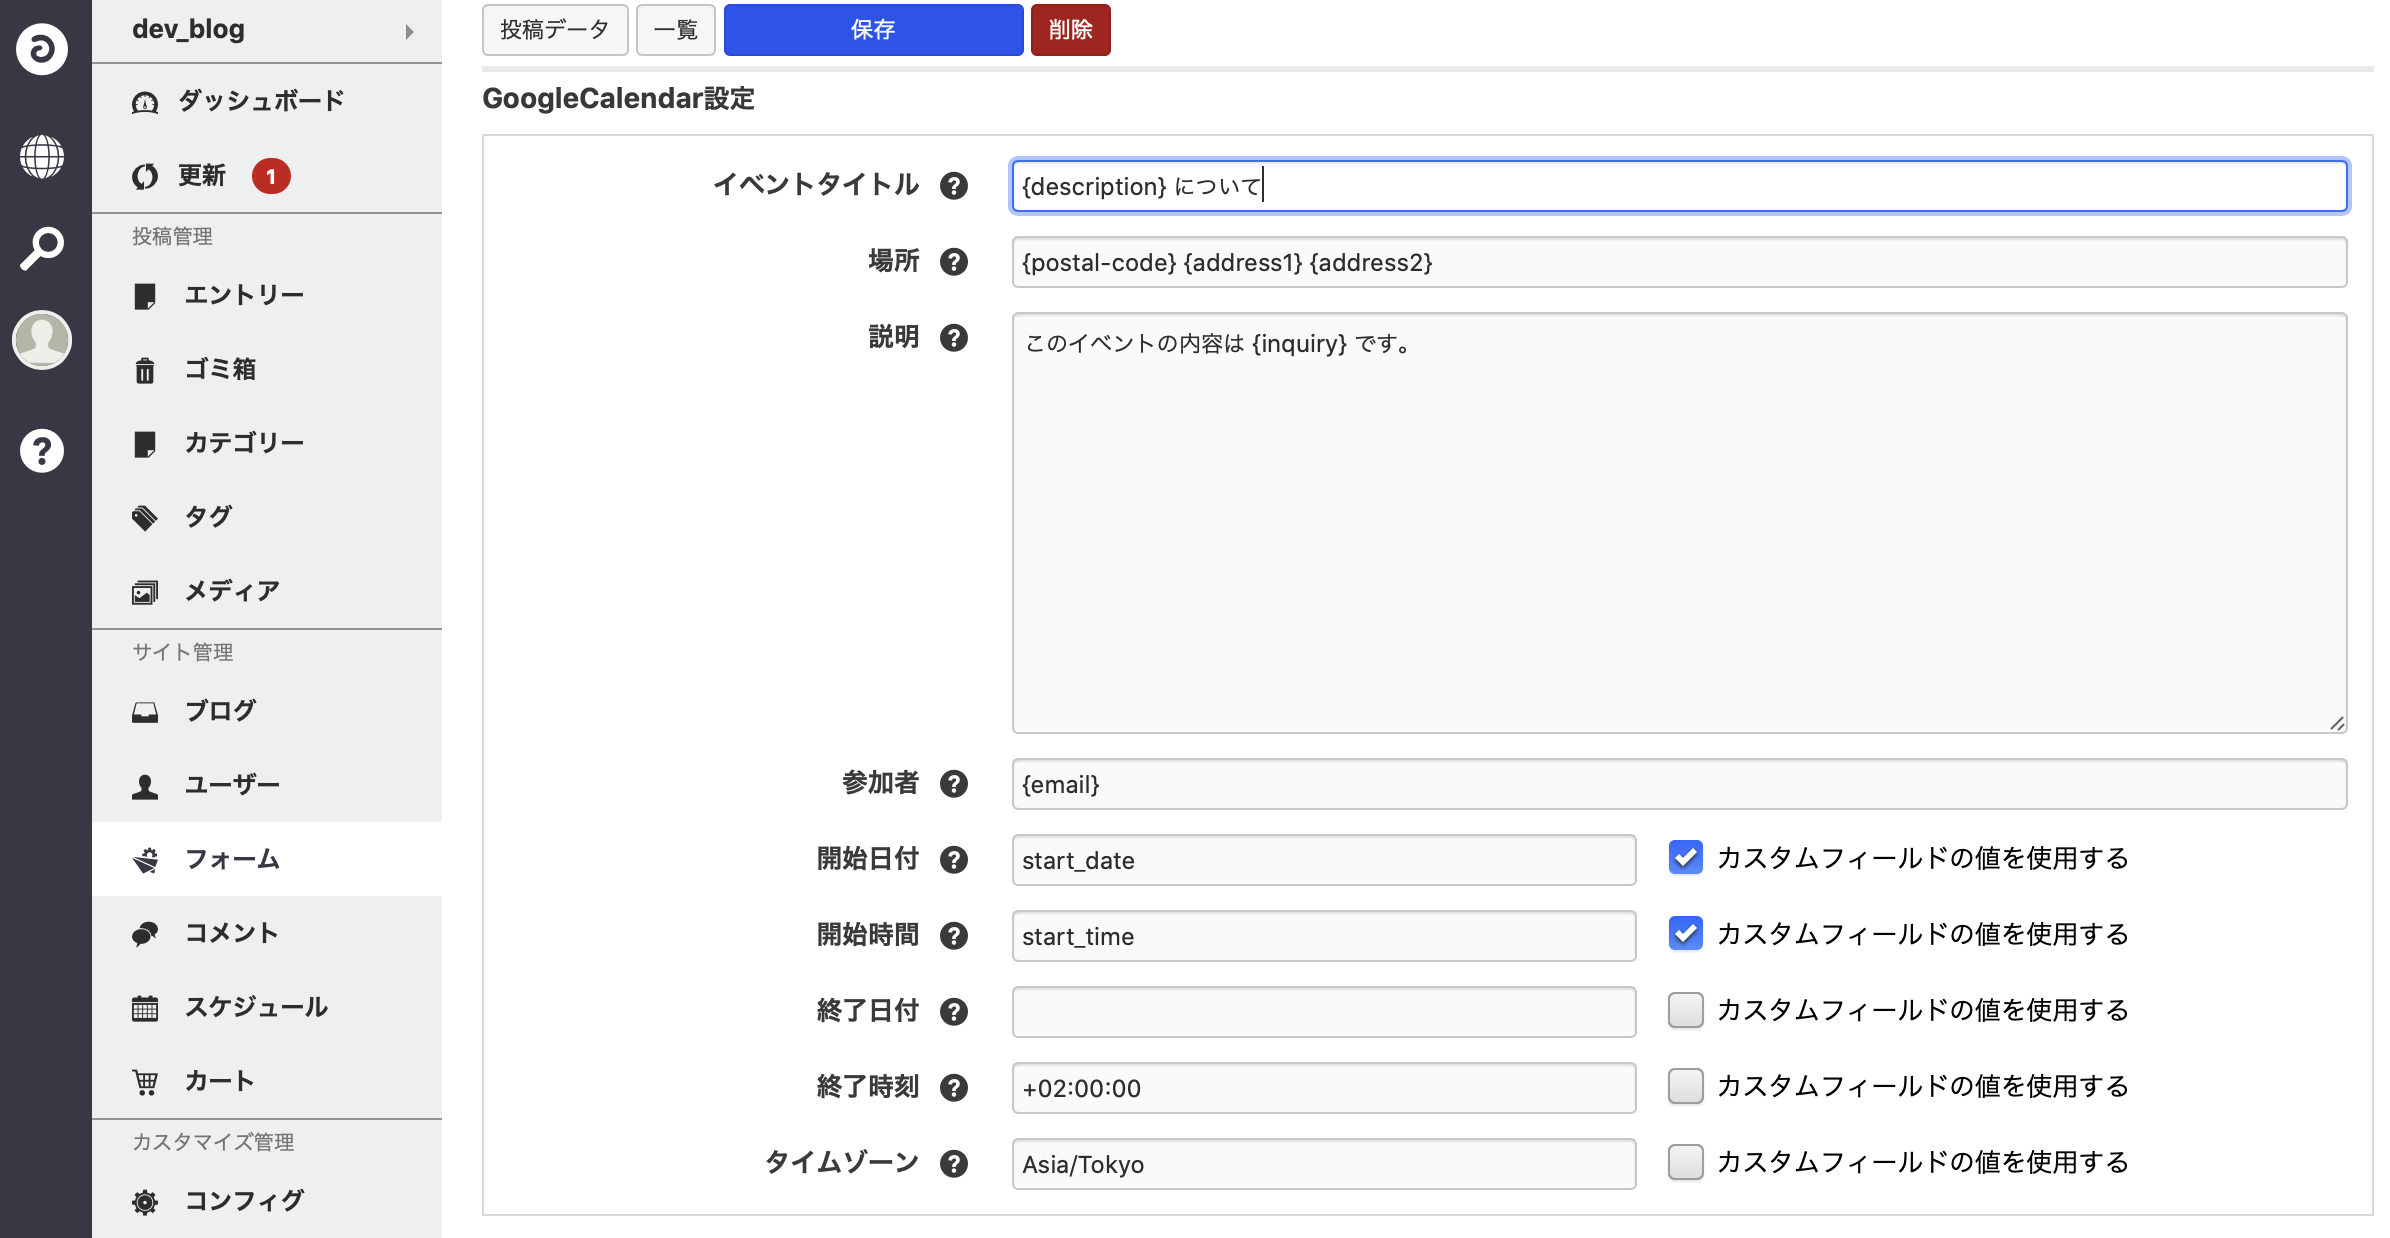 dev_blog
ダッシュボード
更新 1
投稿管理
エントリー
ゴミ箱
カテゴリー
タグ
メディア
サイト管理
ブログ
ユーザー
フォーム
コメント
スケジュール
カート
カスタマイズ管理
コンフィグ
投稿データ 一覧 保存 削除
GoogleCalendar設定
イベントタイトル ? {description} について
場所 ? {postal-code} {address1} {address2}
説明 ? このイベントの内容は {inquiry} です。
参加者 ? {email}
開始日付 ? start_date カスタムフィールドの値を使用する
開始時間 ? start_time カスタムフィールドの値を使用する
終了日付 ? カスタムフィールドの値を使用する
終了時刻 ? +02:00:00 カスタムフィールドの値を使用する
タイムゾーン ? Asia/Tokyo カスタムフィールドの値を使用する